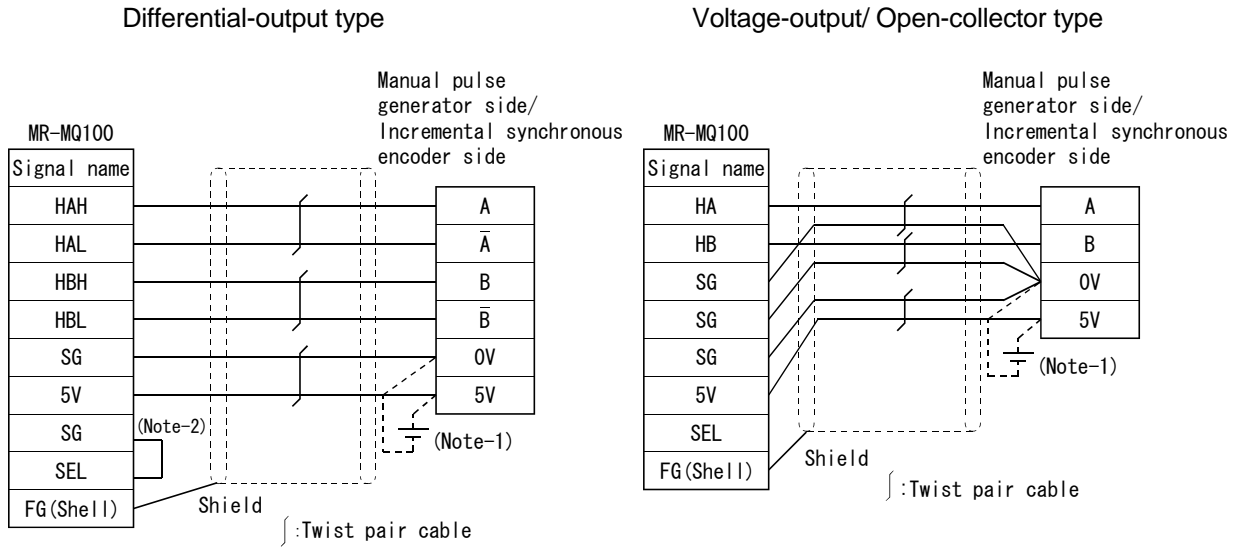 Differential-output type
Manual pulse
generator side/
Incremental synchronous
encoder side
MR-MQ100
Signal name
HAH
HAL
HBH
HBL
SG
5V
SG
SEL
FG(Shell)
(Note-2)
A
A̅
B
B̅
0V
5V
(Note-1)
Shield
:Twist pair cable
Voltage-output/ Open-collector type
Manual pulse
generator side/
Incremental synchronous
encoder side
MR-MQ100
Signal name
HA
HB
SG
SG
SG
5V
SEL
FG(Shell)
A
B
0V
5V
(Note-1)
Shield
:Twist pair cable